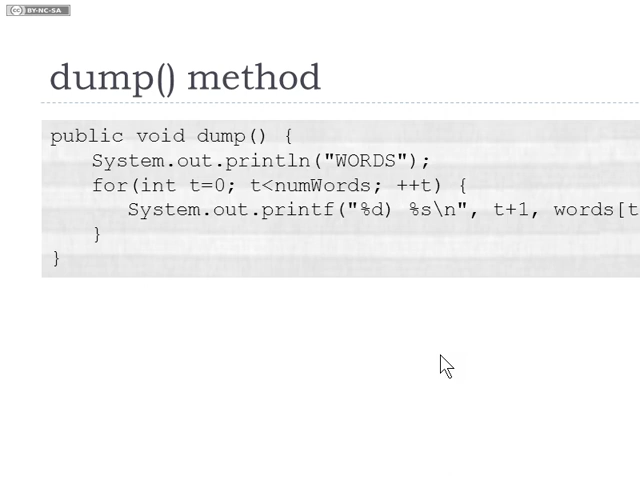 BY-NC-SA
dump() method
public void dump() {
System.out.println("WORDS");
for(int t=0; t<numWords; ++t) {
System.out.printf("%d) %s\n", t+1, words[t
}
}